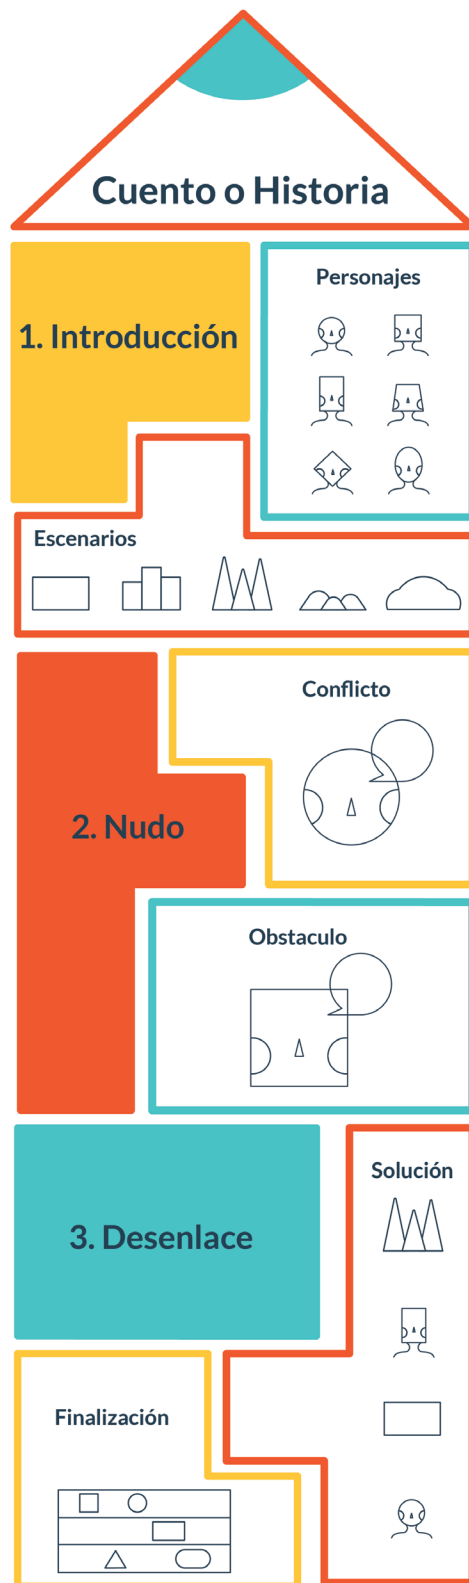 Cuento o Historia
1. Introducción
Personajes
Escenarios
2. Nudo
Conflicto
Obstaculo
3. Desenlace
Solución
Finalización